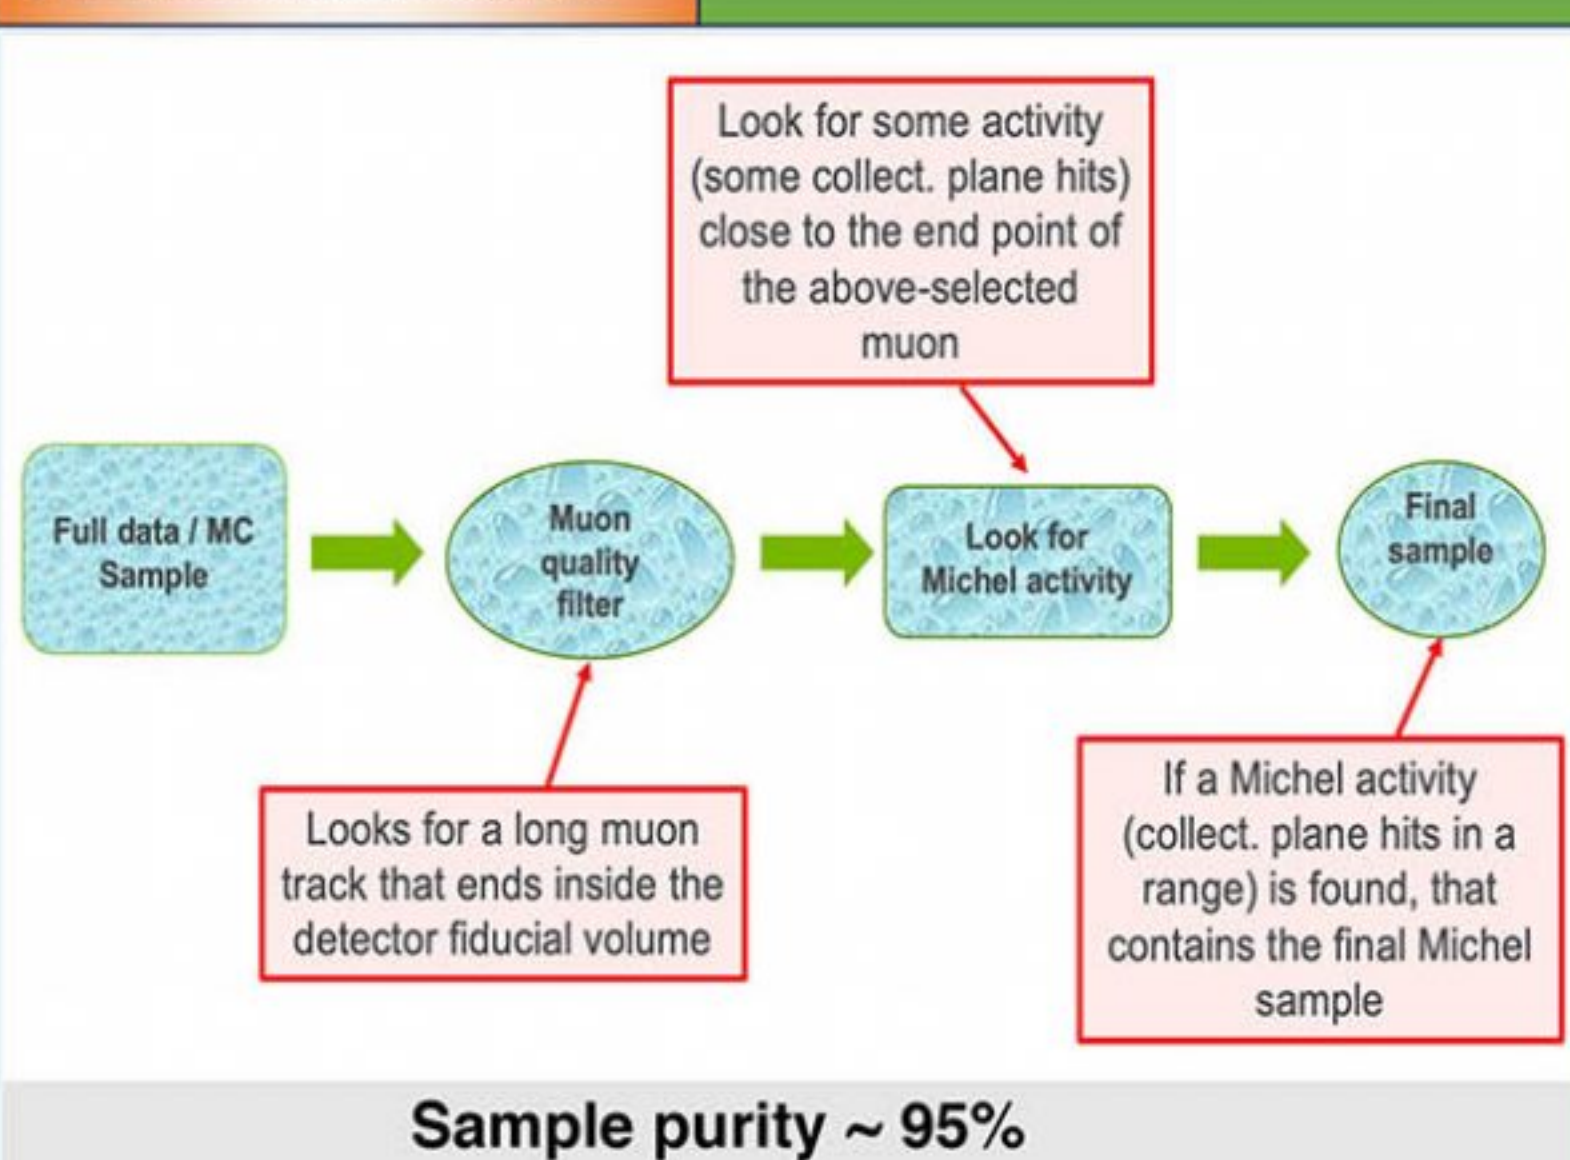 Look for some activity
(some collect. plane hits)
close to the end point of
the above-selected
muon
Full data / MC
Sample
Muon
quality
filter
Look for
Michel activity
Final
sample
Looks for a long muon
track that ends inside the
detector fiducial volume
If a Michel activity
(collect. plane hits in a
range) is found, that
contains the final Michel
sample
Sample purity ~ 95%